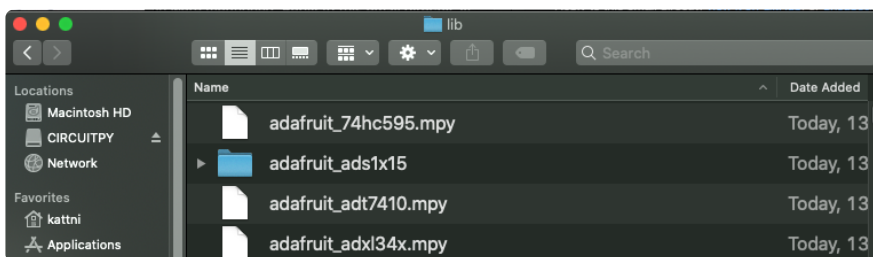 lib
Search
Locations
Macintosh HD
CIRCUITPY
Network
Favorites
kattni
Applications
Name
Date Added
adafruit_74hc595.mpy
Today, 13
adafruit_ads1x15
Today, 13
adafruit_adt7410.mpy
Today, 13
adafruit_adxl34x.mpy
Today, 13